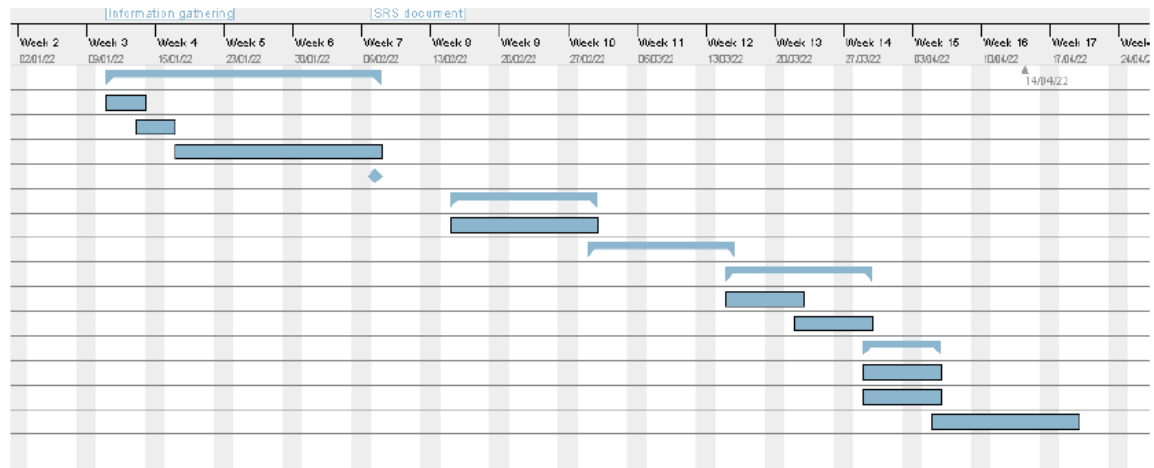 Information gathering SRS document
Week 2 Week 3 Week 4 Week 5 Week 6 Week 7 Week 8 Week 9 Week 10 Week 11 Week 12 Week 13 Week 14 Week 15 Week 16 Week 17 Week
02/01/22 09/01/22 16/01/22 23/01/22 30/01/22 06/02/22 13/02/22 20/02/22 27/02/22 06/03/22 13/03/22 20/03/22 27/03/22 03/04/22 10/04/22 17/04/22 24/04/2
14/04/22